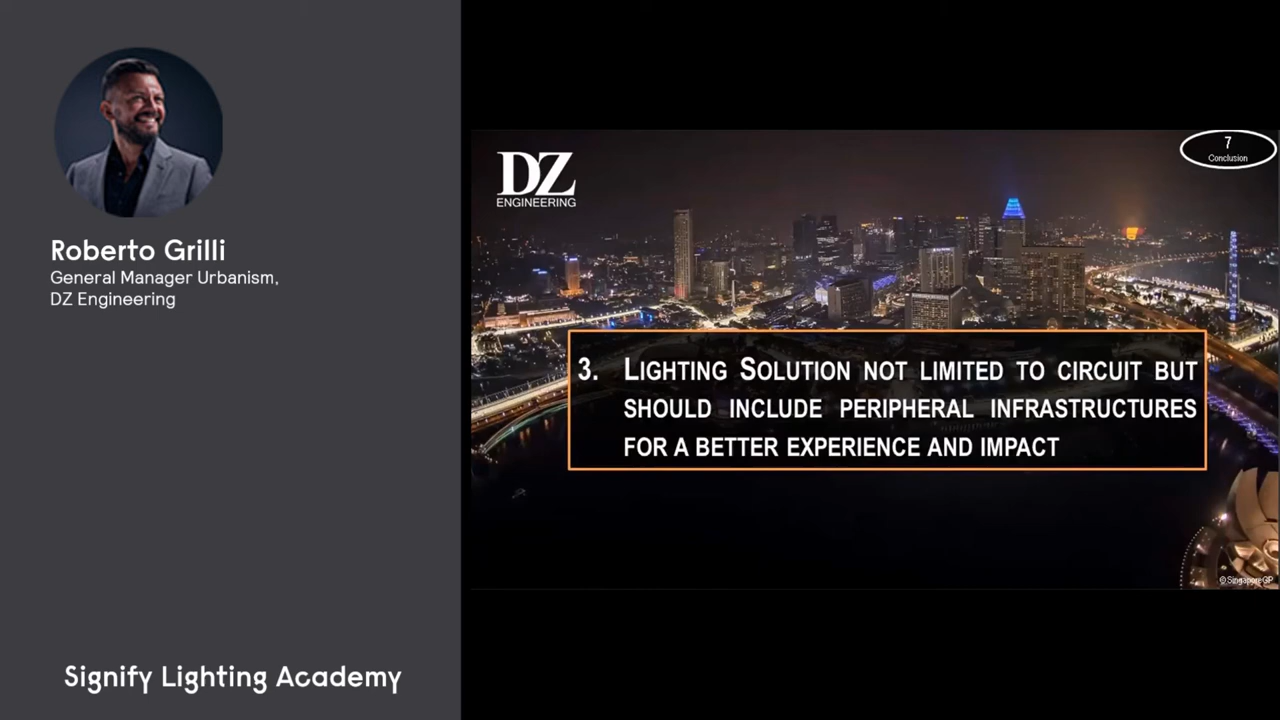 Roberto Grilli
General Manager Urbanism,
DZ Engineering
Signify Lighting Academy
DZ
ENGINEERING
7
Conclusion
3. LIGHTING SOLUTION NOT LIMITED TO CIRCUIT BUT
SHOULD INCLUDE PERIPHERAL INFRASTRUCTURES
FOR A BETTER EXPERIENCE AND IMPACT
©SingaporeGP